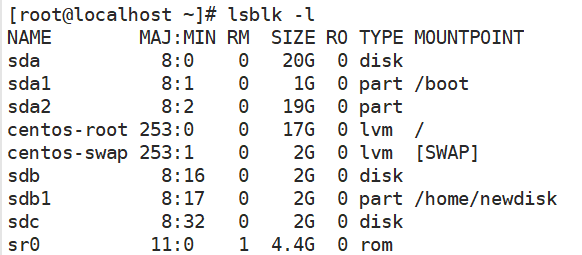 [root@localhost ~]# lsblk -l
NAME        MAJ:MIN RM  SIZE RO TYPE MOUNTPOINT
sda           8:0    0   20G  0 disk
sda1          8:1    0    1G  0 part /boot
sda2          8:2    0   19G  0 part
centos-root 253:0    0   17G  0 lvm  /
centos-swap 253:1    0    2G  0 lvm  [SWAP]
sdb           8:16   0    2G  0 disk
sdb1          8:17   0    2G  0 part /home/newdisk
sdc           8:32   0    2G  0 disk
sr0          11:0    1  4.4G  0 rom